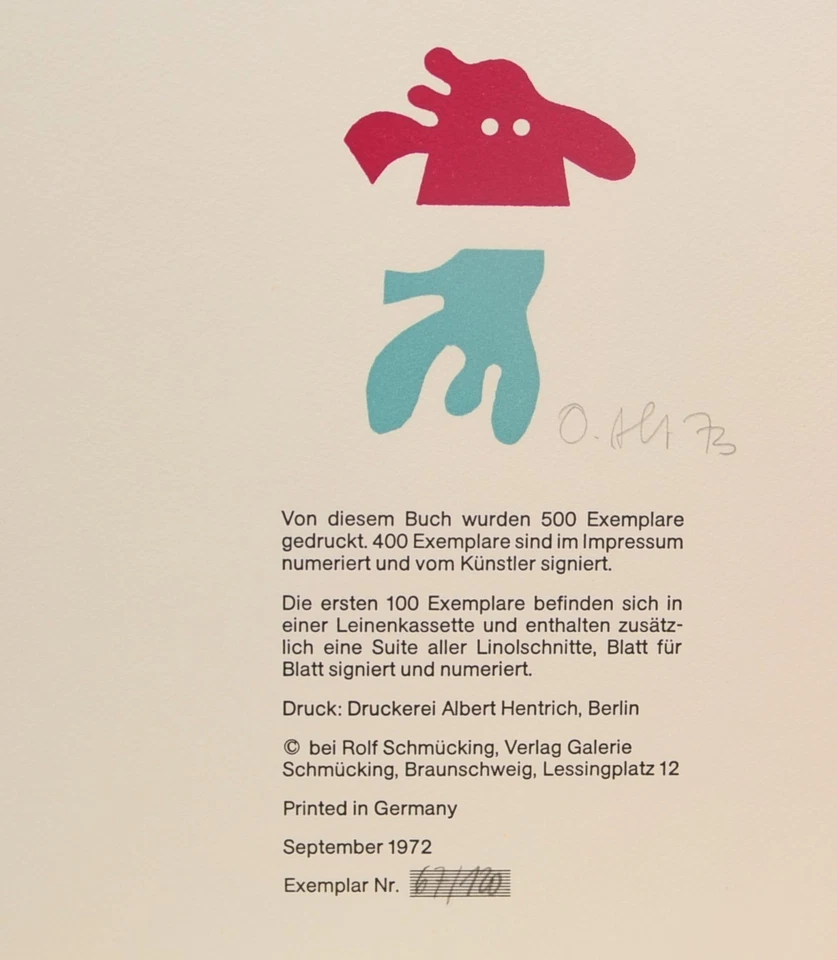 O. Alt 73
Von diesem Buch wurden 500 Exemplare
gedruckt. 400 Exemplare sind im Impressum
numeriert und vom Künstler signiert.
Die ersten 100 Exemplare befinden sich in
einer Leinenkassette und enthalten zusätz-
lich eine Suite aller Linolschnitte, Blatt für
Blatt signiert und numeriert.
Druck: Druckerei Albert Hentrich, Berlin
© bei Rolf Schmücking, Verlag Galerie
Schmücking, Braunschweig, Lessingplatz 12
Printed in Germany
September 1972
Exemplar Nr. 67/120